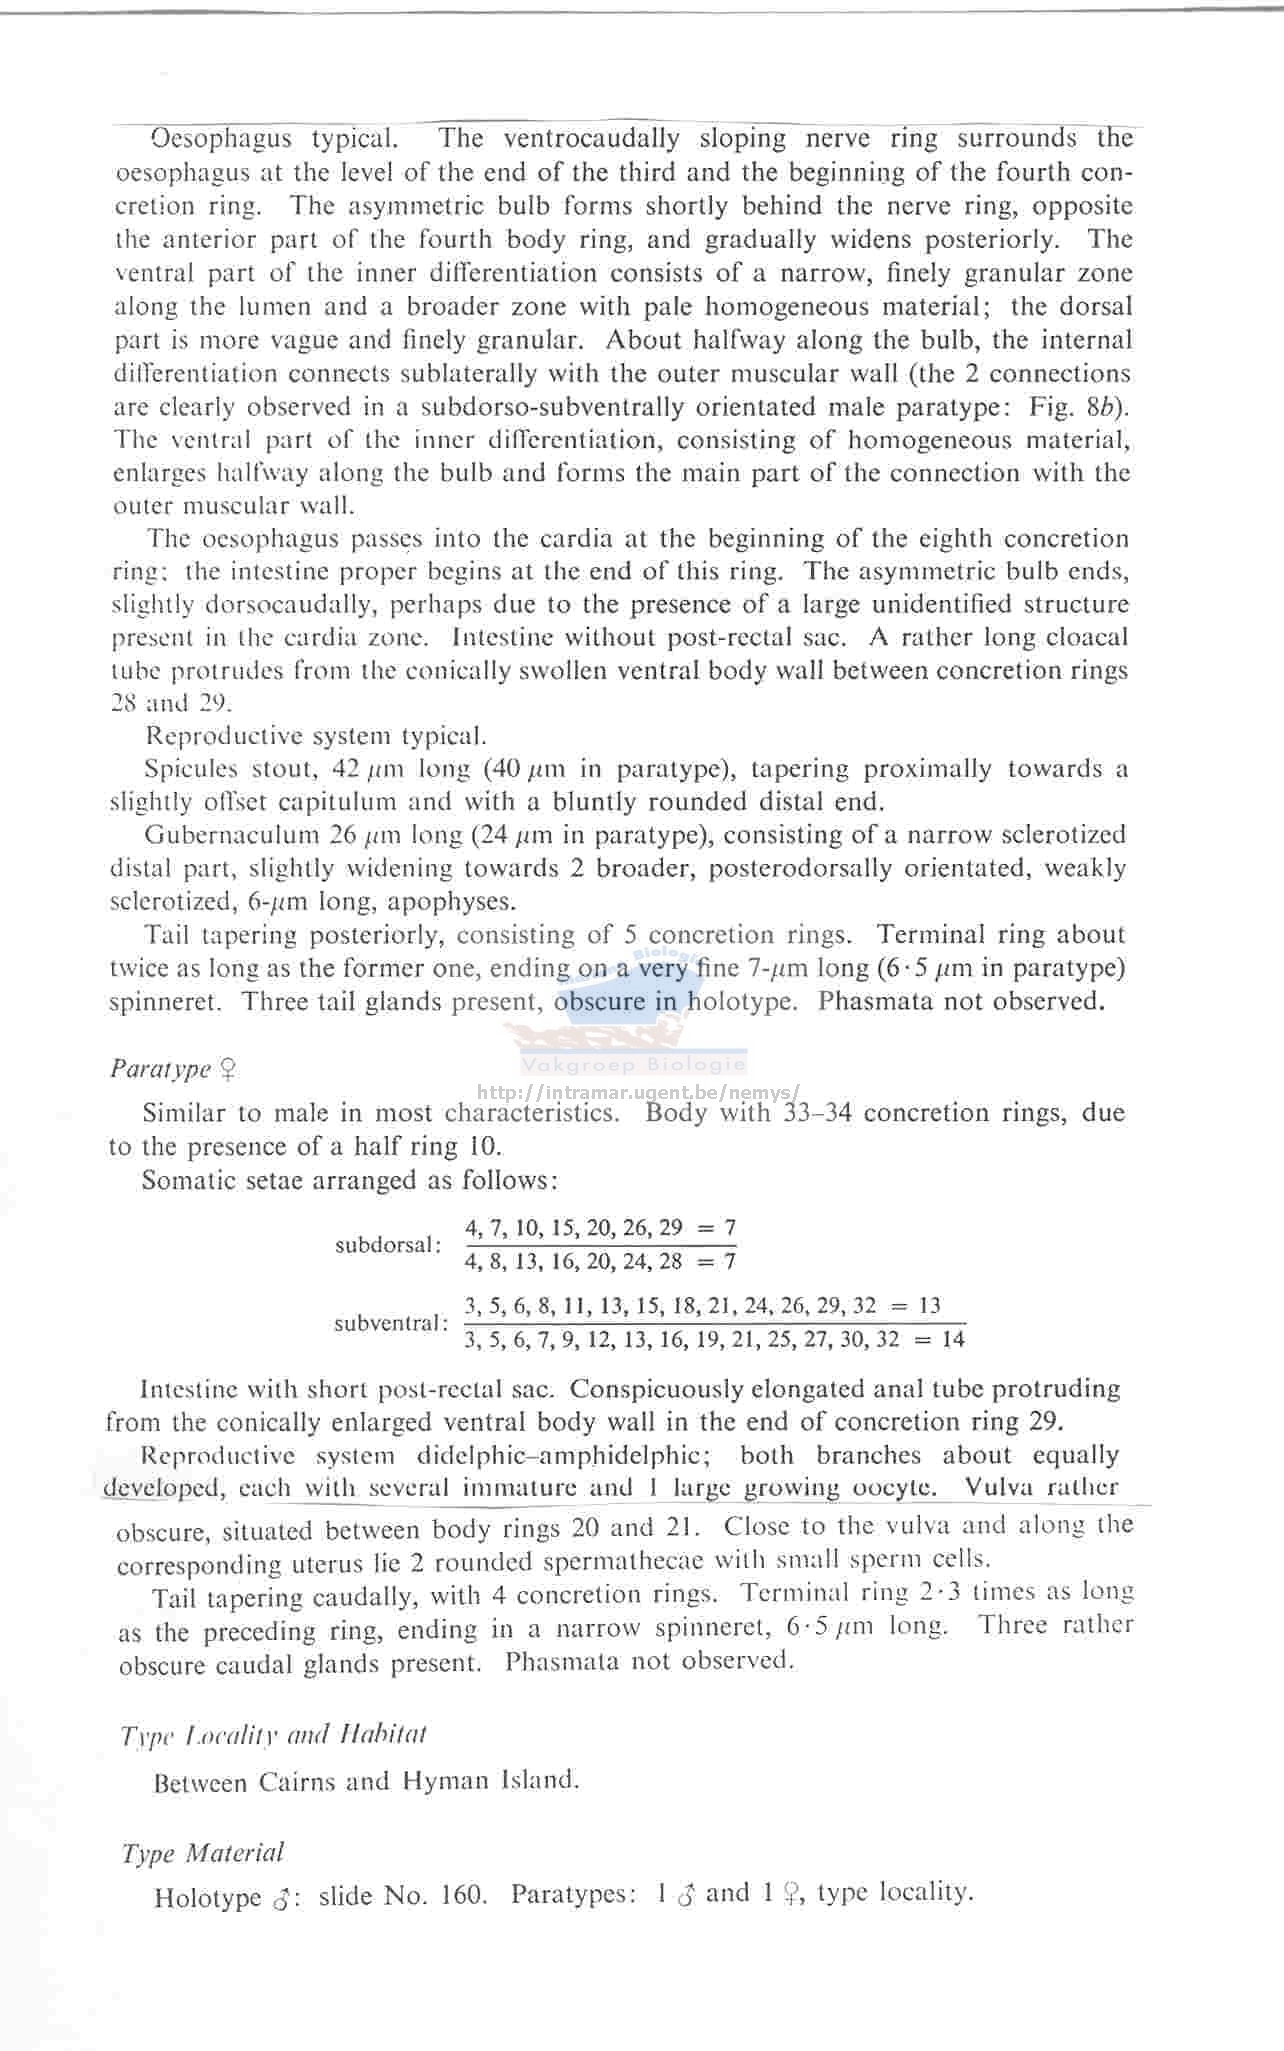 Oesophagus typical. The ventrocaudally sloping nerve ring surrounds the
oesophagus at the level of the end of the third and the beginning of the fourth con-
cretion ring. The asymmetric bulb forms shortly behind the nerve ring, opposite
the anterior part of the fourth body ring, and gradually widens posteriorly. The
ventral part of the inner differentiation consists of a narrow, finely granular zone
along the lumen and a broader zone with pale homogeneous material; the dorsal
part is more vague and finely granular. About halfway along the bulb, the internal
differentiation connects sublaterally with the outer muscular wall (the 2 connections
are clearly observed in a subdorso-subventrally orientated male paratype: Fig. 8b).
The ventral part of the inner differentiation, consisting of homogeneous material,
enlarges halfway along the bulb and forms the main part of the connection with the
outer muscular wall.
The oesophagus passes into the cardia at the beginning of the eighth concretion
ring; the intestine proper begins at the end of this ring. The asymmetric bulb ends,
slightly dorsocaudally, perhaps due to the presence of a large unidentified structure
present in the cardia zone. Intestine without post-rectal sac. A rather long cloacal
tube protrudes from the conically swollen ventral body wall between concretion rings
28 and 29.
Reproductive system typical.
Spicules stout, 42 μm long (40 μm in paratype), tapering proximally towards a
slightly offset capitulum and with a bluntly rounded distal end.
Gubernaculum 26 μm long (24 μm in paratype), consisting of a narrow sclerotized
distal part, slightly widening towards 2 broader, posterodorsally orientated, weakly
sclerotized, 6-μm long, apophyses.
Tail tapering posteriorly, consisting of 5 concretion rings. Terminal ring about
twice as long as the former one, ending on a very fine 7-μm long (6·5 μm in paratype)
spinneret. Three tail glands present, obscure in holotype. Phasmata not observed.
Vakgroep Biologie
http://intramar.ugent.be/nemys/
Paratype ♀
Similar to male in most characteristics. Body with 33–34 concretion rings, due
to the presence of a half ring 10.
Somatic setae arranged as follows:
subdorsal: 4, 7, 10, 15, 20, 26, 29 = 7
4, 8, 13, 16, 20, 24, 28 = 7
subventral: 3, 5, 6, 8, 11, 13, 15, 18, 21, 24, 26, 29, 32 = 13
3, 5, 6, 7, 9, 12, 13, 16, 19, 21, 25, 27, 30, 32 = 14
Intestine with short post-rectal sac. Conspicuously elongated anal tube protruding
from the conically enlarged ventral body wall in the end of concretion ring 29.
Reproductive system didelphic–amphidelphic; both branches about equally
developed, each with several immature and 1 large growing oocyte. Vulva rather
obscure, situated between body rings 20 and 21. Close to the vulva and along the
corresponding uterus lie 2 rounded spermathecae with small sperm cells.
Tail tapering caudally, with 4 concretion rings. Terminal ring 2·3 times as long
as the preceding ring, ending in a narrow spinneret, 6·5 μm long. Three rather
obscure caudal glands present. Phasmata not observed.
Type Locality and Habitat
Between Cairns and Hyman Island.
Type Material
Holotype ♂: slide No. 160. Paratypes: 1 ♂ and 1 ♀, type locality.